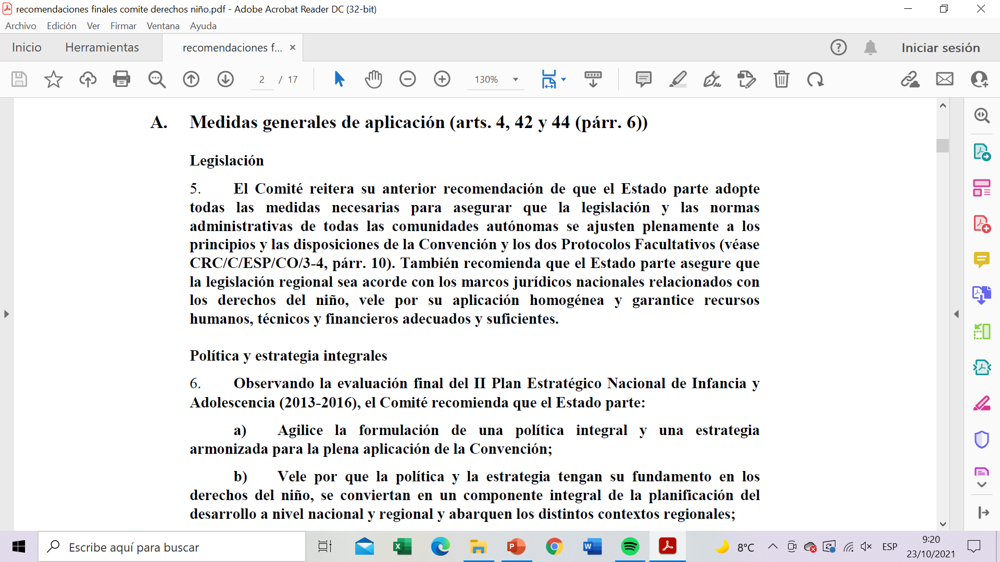 recomendaciones finales comite derechos niño.pdf - Adobe Acrobat Reader DC (32-bit)
Archivo Edición Ver Firmar Ventana Ayuda
Inicio Herramientas recomendaciones f... × ? Iniciar sesión
2 / 17 130%
A. Medidas generales de aplicación (arts. 4, 42 y 44 (párr. 6))
Legislación
5. El Comité reitera su anterior recomendación de que el Estado parte adopte
todas las medidas necesarias para asegurar que la legislación y las normas
administrativas de todas las comunidades autónomas se ajusten plenamente a los
principios y las disposiciones de la Convención y los dos Protocolos Facultativos (véase
CRC/C/ESP/CO/3-4, párr. 10). También recomienda que el Estado parte asegure que
la legislación regional sea acorde con los marcos jurídicos nacionales relacionados con
los derechos del niño, vele por su aplicación homogénea y garantice recursos
humanos, técnicos y financieros adecuados y suficientes.
Política y estrategia integrales
6. Observando la evaluación final del II Plan Estratégico Nacional de Infancia y
Adolescencia (2013-2016), el Comité recomienda que el Estado parte:
a) Agilice la formulación de una política integral y una estrategia
armonizada para la plena aplicación de la Convención;
b) Vele por que la política y la estrategia tengan su fundamento en los
derechos del niño, se conviertan en un componente integral de la planificación del
desarrollo a nivel nacional y regional y abarquen los distintos contextos regionales;
Escribe aquí para buscar
8°C
ESP
9:20
23/10/2021